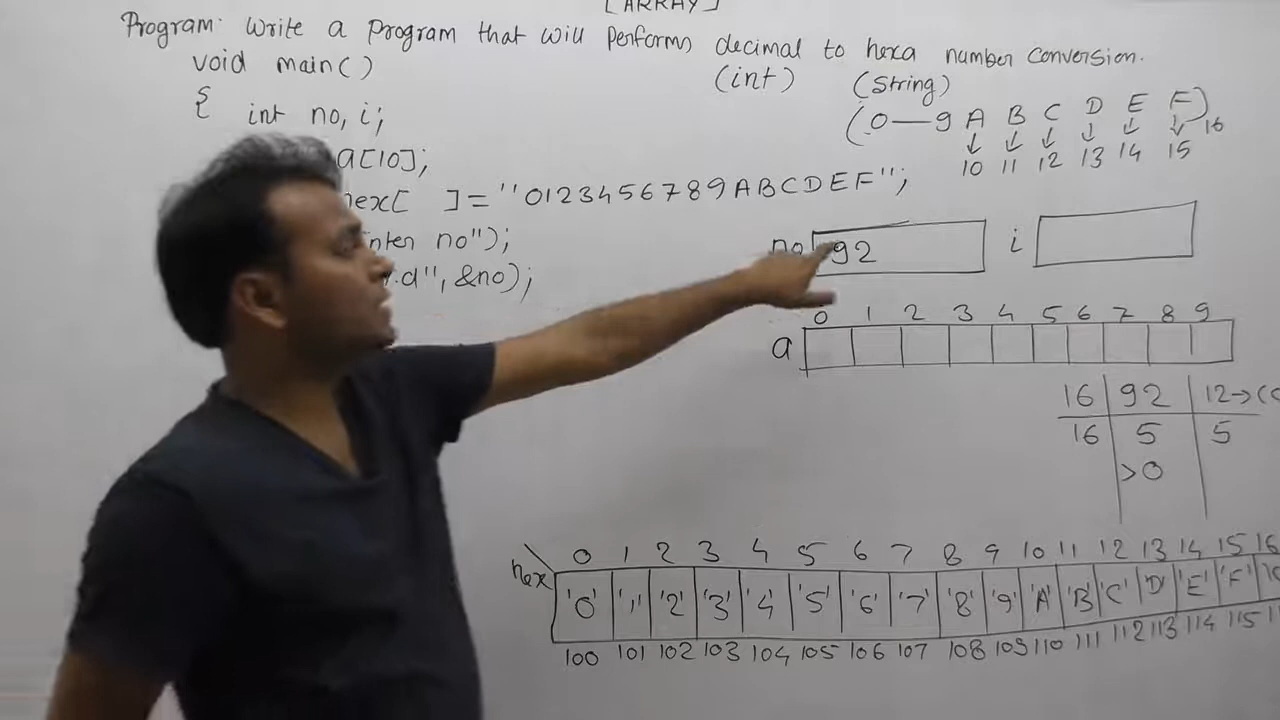 [ARRAY]
Program: Write a program that will performs decimal to hexa number conversion.
void main() (int) (String)
{ int no, i; (0—9 A B C D E F) 16
10 11 12 13 14 15
a[10];
hex[ ]="0123456789ABCDEF";
nter no");
d", &no);
no 92 i
0 1 2 3 4 5 6 7 8 9
a
16 92 12→(C
16 5 5
>0
hex 0 1 2 3 4 5 6 7 8 9 10 11 12 13 14 15 16
'0' '1' '2' '3' '4' '5' '6' '7' '8' '9' 'A' 'B' 'C' 'D' 'E' 'F'
100 101 102 103 104 105 106 107 108 109 110 111 112 113 114 115